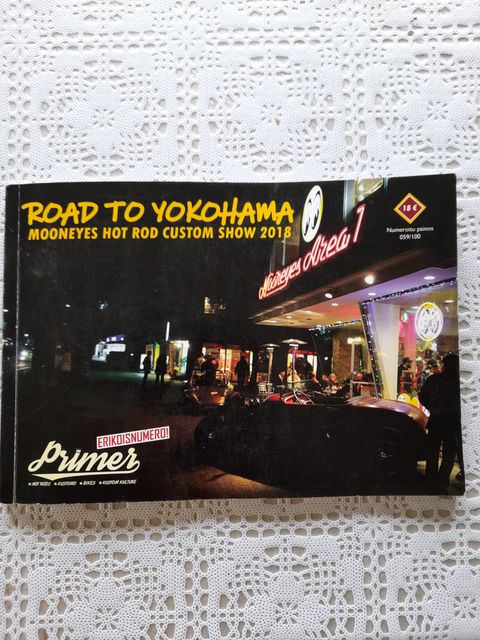 ROAD TO YOKOHAMA
MOONEYES HOT ROD CUSTOM SHOW 2018
18 €
Numeroitu painos
059/100
Mooneyes Area 1
ERIKOISNUMERO!
Primer
★HOT RODS ★KUSTOMS ★BIKES ★KUSTOM KULTURE